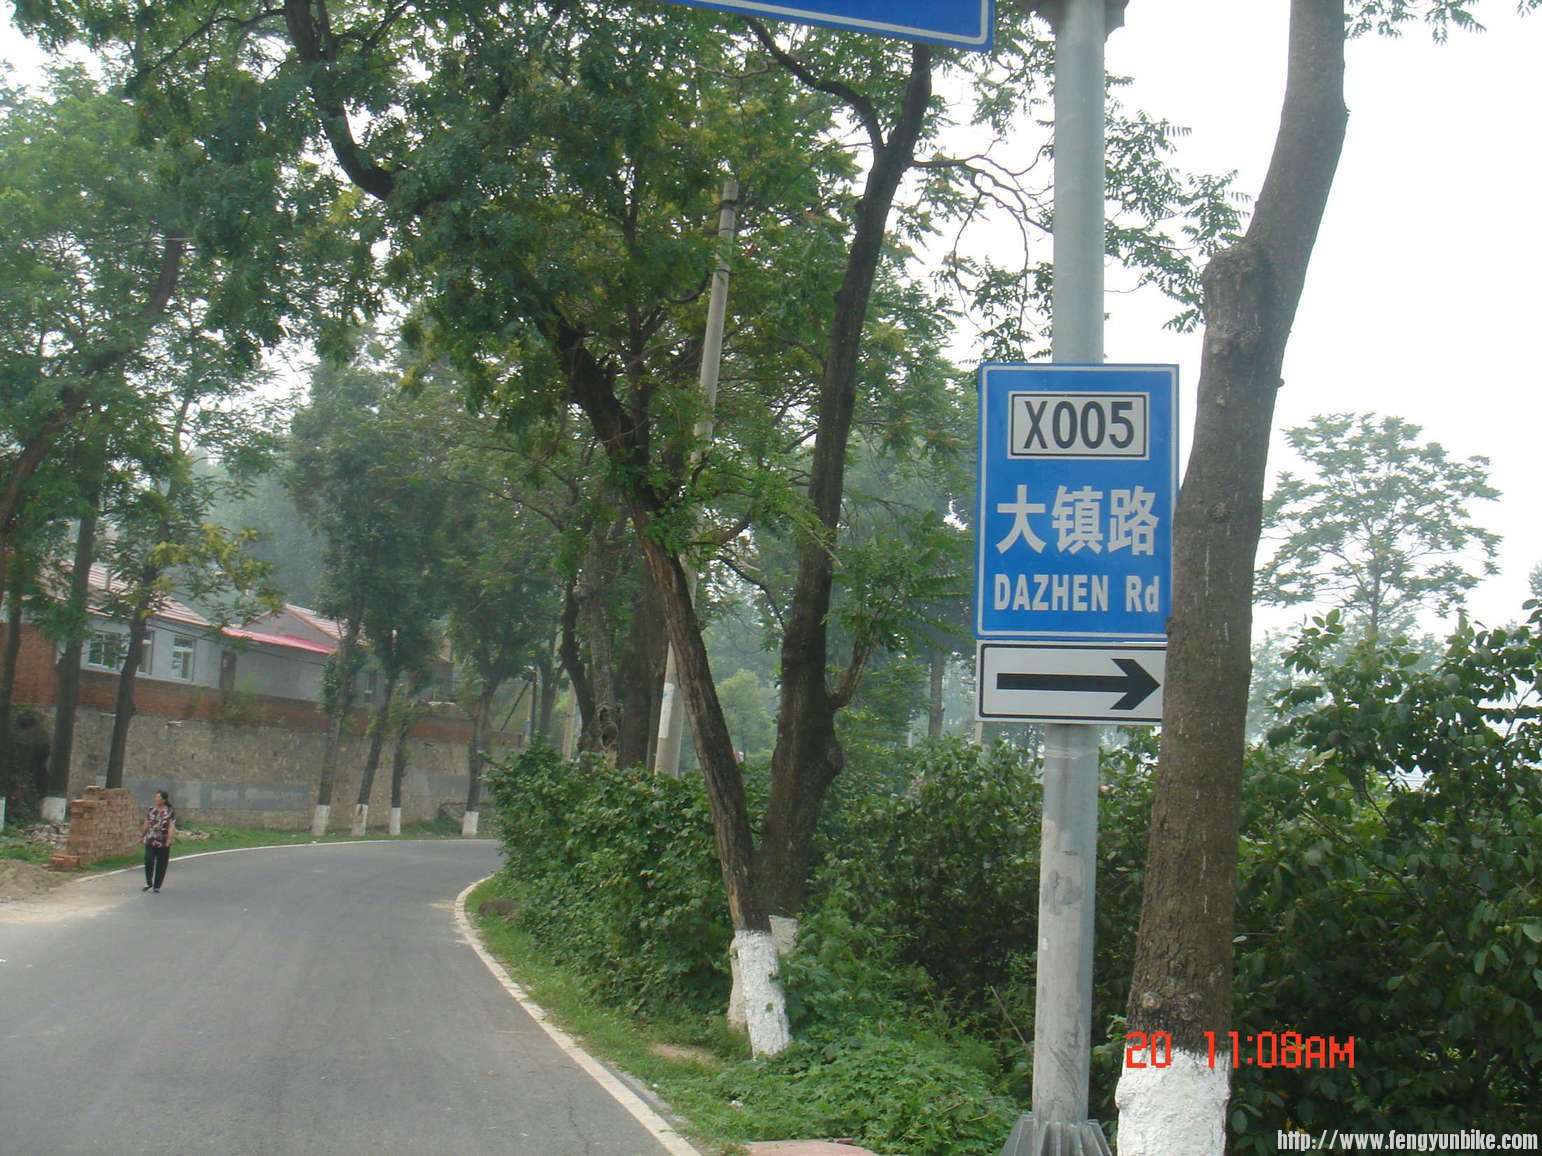 X005
大镇路
DAZHEN Rd
20 11:08AM
http://www.fengyunbike.com